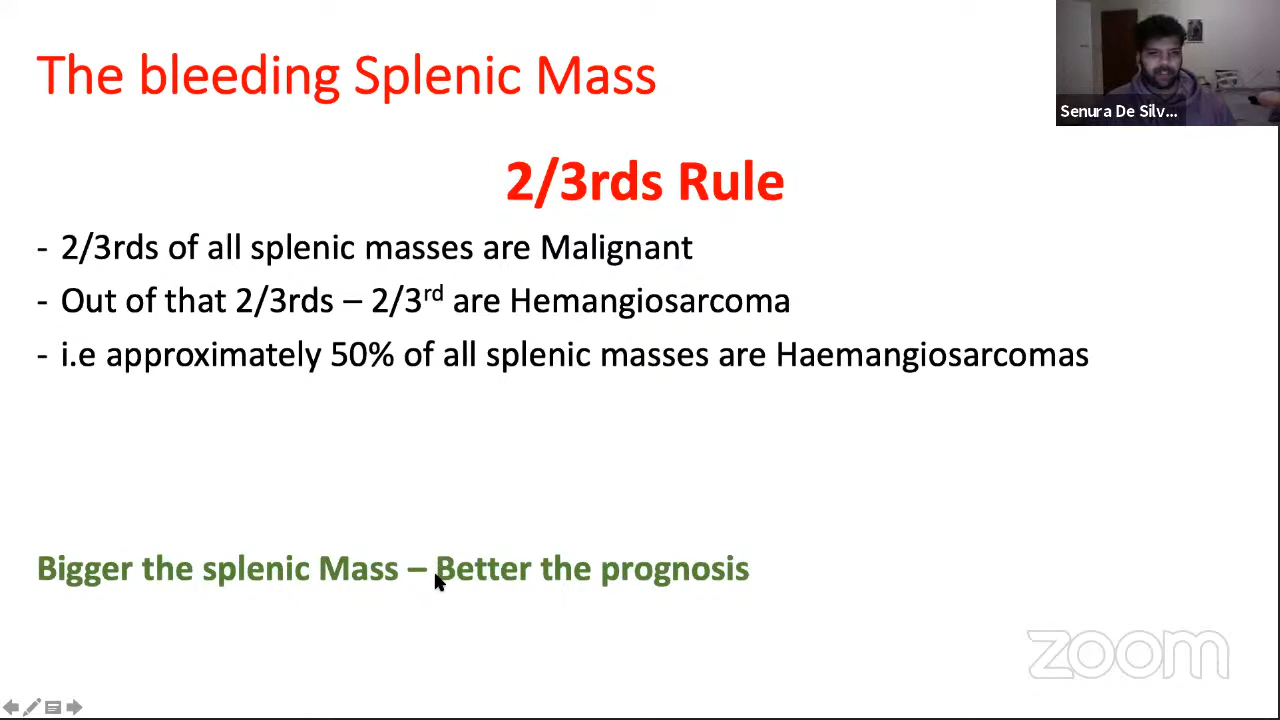 The bleeding Splenic Mass
Senura De Silv...
2/3rds Rule
- 2/3rds of all splenic masses are Malignant
- Out of that 2/3rds – 2/3rd are Hemangiosarcoma
- i.e approximately 50% of all splenic masses are Haemangiosarcomas
Bigger the splenic Mass – Better the prognosis
zoom